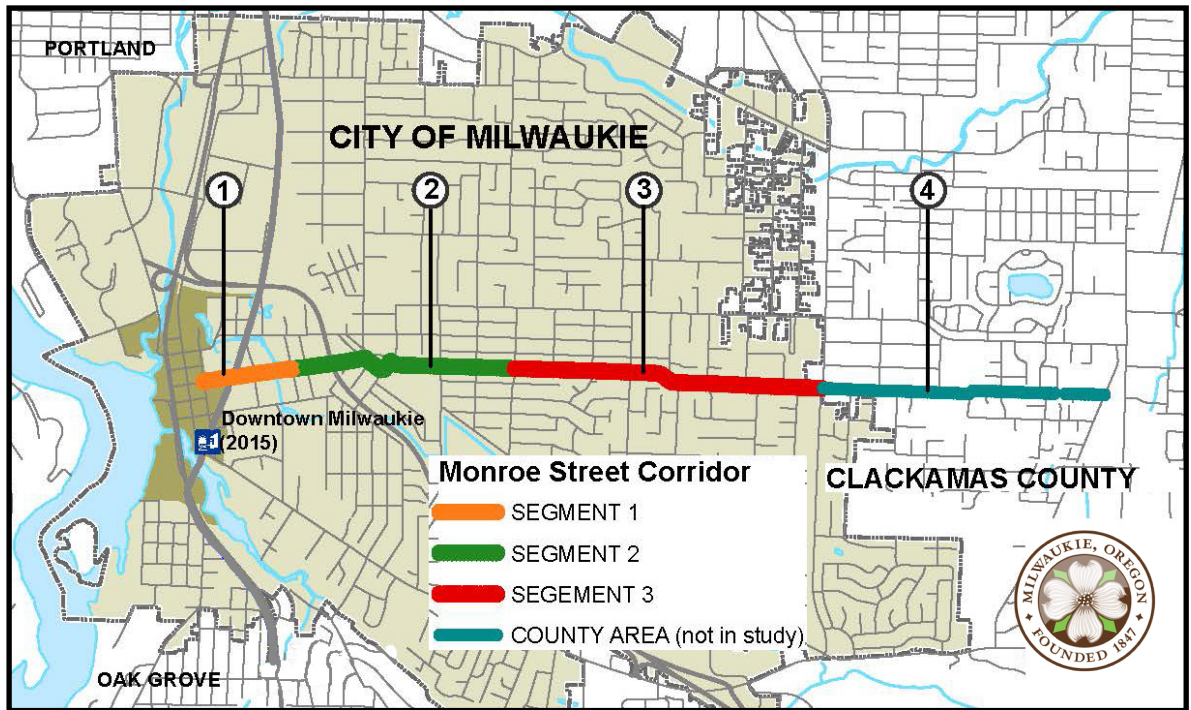 PORTLAND
CITY OF MILWAUKIE
1
2
3
4
Downtown Milwaukie
(2015)
Monroe Street Corridor
SEGMENT 1
SEGMENT 2
SEGEMENT 3
COUNTY AREA (not in study)
CLACKAMAS COUNTY
MILWAUKIE, OREGON
FOUNDED 1847
OAK GROVE